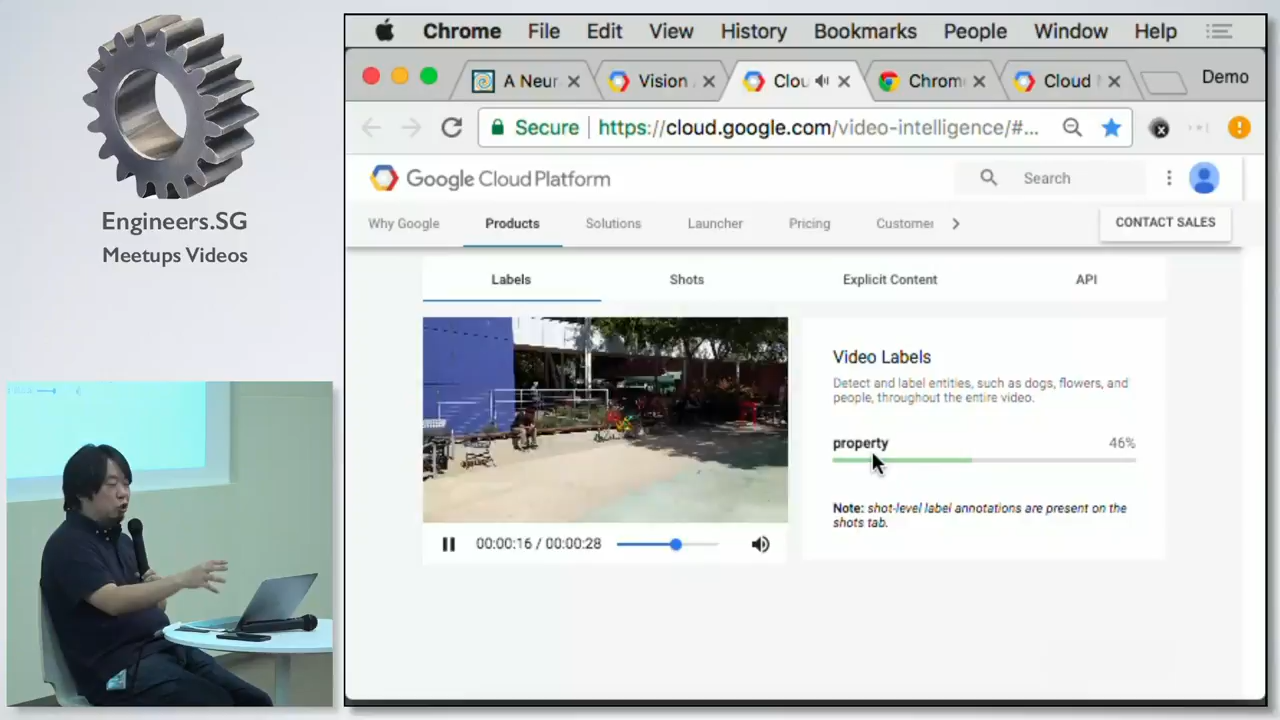 Engineers.SG
Meetups Videos
Chrome File Edit View History Bookmarks People Window Help
A Neur
Vision
Clou
Chrom
Cloud
Demo
Secure https://cloud.google.com/video-intelligence/#...
Google Cloud Platform
Search
Why Google Products Solutions Launcher Pricing Customer
CONTACT SALES
Labels Shots Explicit Content API
Video Labels
Detect and label entities, such as dogs, flowers, and
people, throughout the entire video.
property 46%
Note: shot-level label annotations are present on the
shots tab.
00:00:16 / 00:00:28